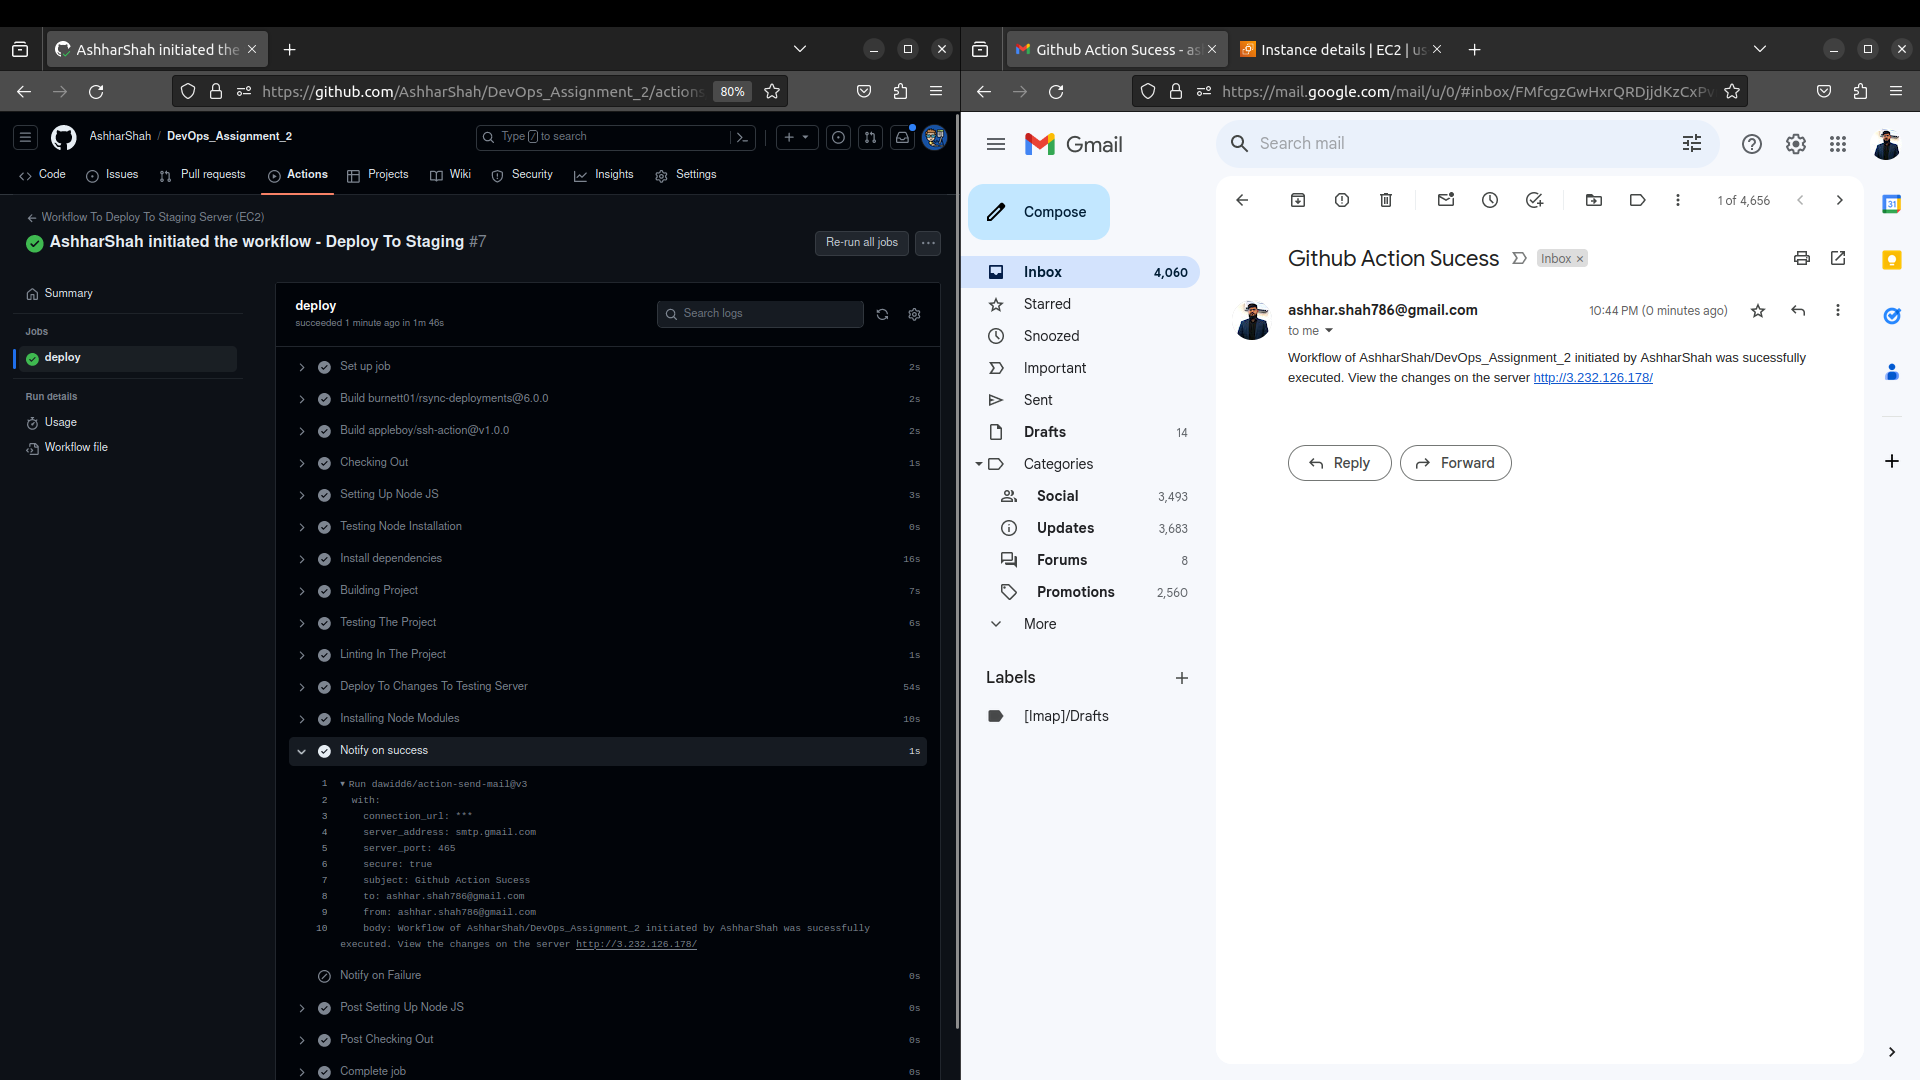 AshharShah initiated the
https://github.com/AshharShah/DevOps_Assignment_2/actions
80%
AshharShah / DevOps_Assignment_2
Type / to search
Code
Issues
Pull requests
Actions
Projects
Wiki
Security
Insights
Settings
Workflow To Deploy To Staging Server (EC2)
AshharShah initiated the workflow - Deploy To Staging #7
Re-run all jobs
Summary
Jobs
deploy
Run details
Usage
Workflow file
deploy
succeeded 1 minute ago in 1m 46s
Search logs
Set up job 2s
Build burnett01/rsync-deployments@6.0.0 2s
Build appleboy/ssh-action@v1.0.0 2s
Checking Out 1s
Setting Up Node JS 3s
Testing Node Installation 0s
Install dependencies 16s
Building Project 7s
Testing The Project 6s
Linting In The Project 1s
Deploy To Changes To Testing Server 54s
Installing Node Modules 10s
Notify on success 1s
1 Run dawidd6/action-send-mail@v3
2 with:
3 connection_url: ***
4 server_address: smtp.gmail.com
5 server_port: 465
6 secure: true
7 subject: Github Action Sucess
8 to: ashhar.shah786@gmail.com
9 from: ashhar.shah786@gmail.com
10 body: Workflow of AshharShah/DevOps_Assignment_2 initiated by AshharShah was sucessfully
executed. View the changes on the server http://3.232.126.178/
Notify on Failure 0s
Post Setting Up Node JS 0s
Post Checking Out 0s
Complete job 0s
Github Action Sucess - as
Instance details | EC2 | us
https://mail.google.com/mail/u/0/#inbox/FMfcgzGwHxrQRDjjdKzCxPv
Gmail
Search mail
Compose
Inbox 4,060
Starred
Snoozed
Important
Sent
Drafts 14
Categories
Social 3,493
Updates 3,683
Forums 8
Promotions 2,560
More
Labels
[Imap]/Drafts
1 of 4,656
31
Github Action Sucess
Inbox ×
ashhar.shah786@gmail.com
10:44 PM (0 minutes ago)
to me
Workflow of AshharShah/DevOps_Assignment_2 initiated by AshharShah was sucessfully
executed. View the changes on the server http://3.232.126.178/
Reply
Forward